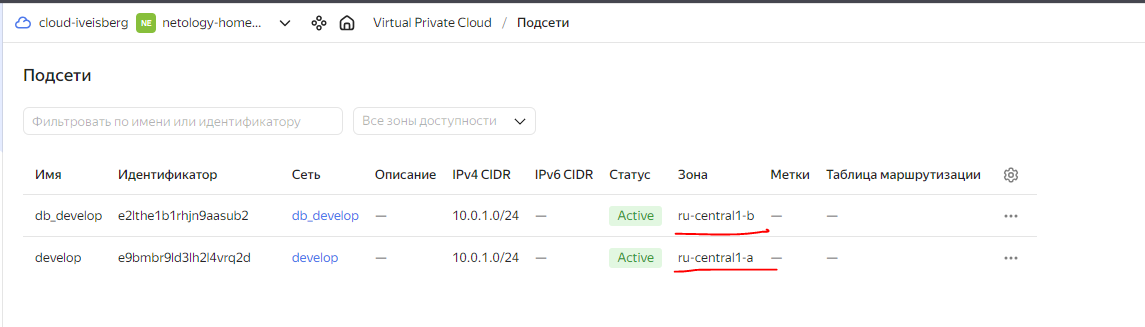 cloud-iveisberg NE netology-home... Virtual Private Cloud / Подсети
Подсети
Фильтровать по имени или идентификатору Все зоны доступности
Имя Идентификатор Сеть Описание IPv4 CIDR IPv6 CIDR Статус Зона Метки Таблица маршрутизации
db_develop e2lthe1b1rhjn9aasub2 db_develop — 10.0.1.0/24 — Active ru-central1-b — —
develop e9bmbr9ld3lh2l4vrq2d develop — 10.0.1.0/24 — Active ru-central1-a — —